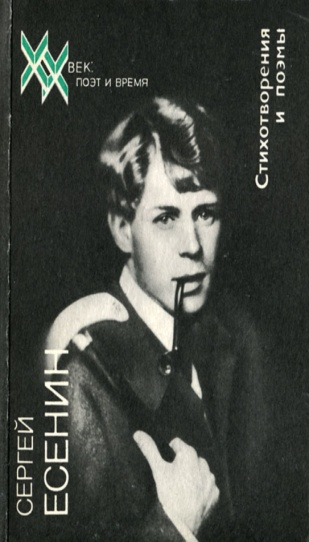 XX
ВЕК:
ПОЭТ И ВРЕМЯ
Стихотворения
и поэмы
СЕРГЕЙ
ЕСЕНИН